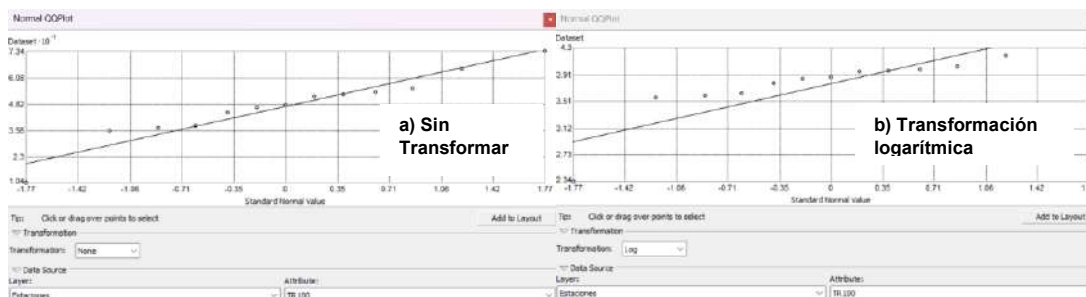 Normal QQPlot
Dataset · 10⁻¹
7.34
6.08
4.82
3.56
2.3
1.04
-1.77 -1.42 -1.06 -0.71 -0.35 0 0.35 0.71 1.06 1.42 1.77
Standard Normal Value
a) Sin
Transformar
Tip: Click or drag over points to select Add to Layout
Transformation
Transformation: None
Data Source
Layer: Attribute:
Estaciones TR 100
Normal QQPlot
Dataset
4.3
3.91
3.51
3.12
2.73
2.34
-1.77 -1.42 -1.06 -0.71 -0.35 0 0.35 0.71 1.06 1.42
Standard Normal Value
b) Transformación
logarítmica
Tip: Click or drag over points to select Add to Layout
Transformation
Transformation: Log
Data Source
Layer: Attribute:
Estaciones TR 100